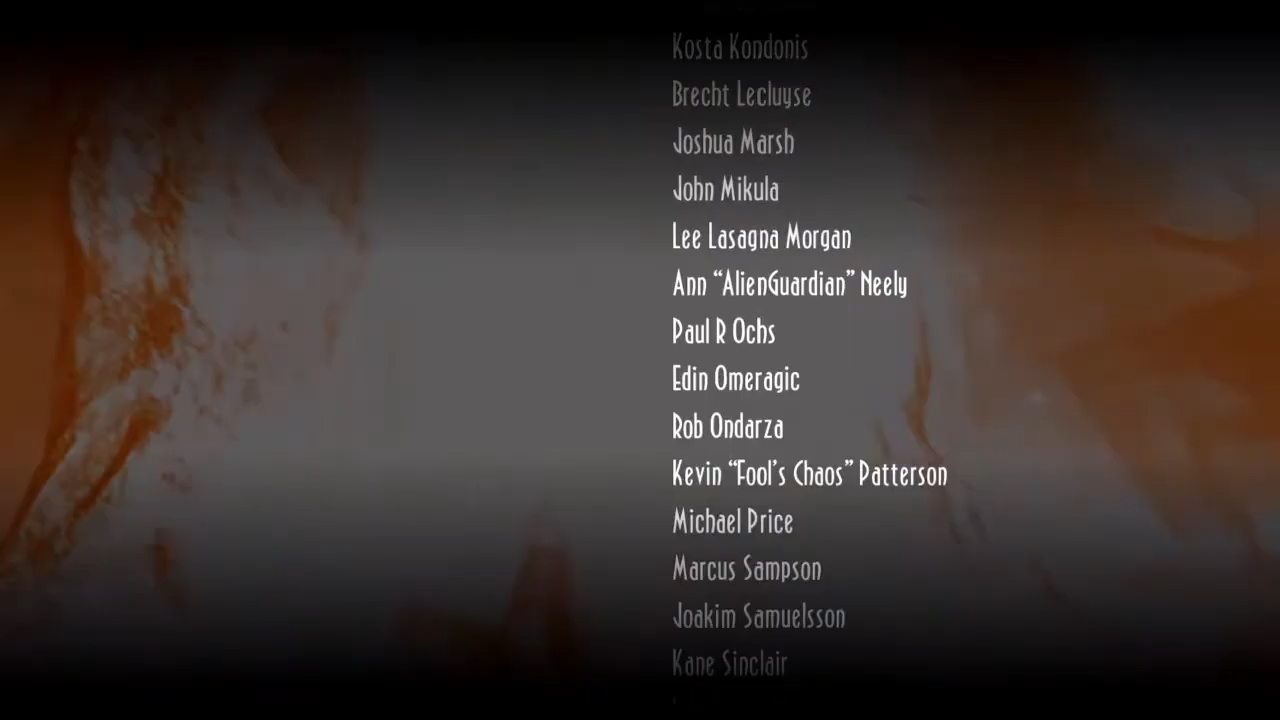 Kosta Kondonis
Brecht Lecluyse
Joshua Marsh
John Mikula
Lee Lasagna Morgan
Ann “AlienGuardian” Neely
Paul R Ochs
Edin Omeragic
Rob Ondarza
Kevin “Fool's Chaos” Patterson
Michael Price
Marcus Sampson
Joakim Samuelsson
Kane Sinclair